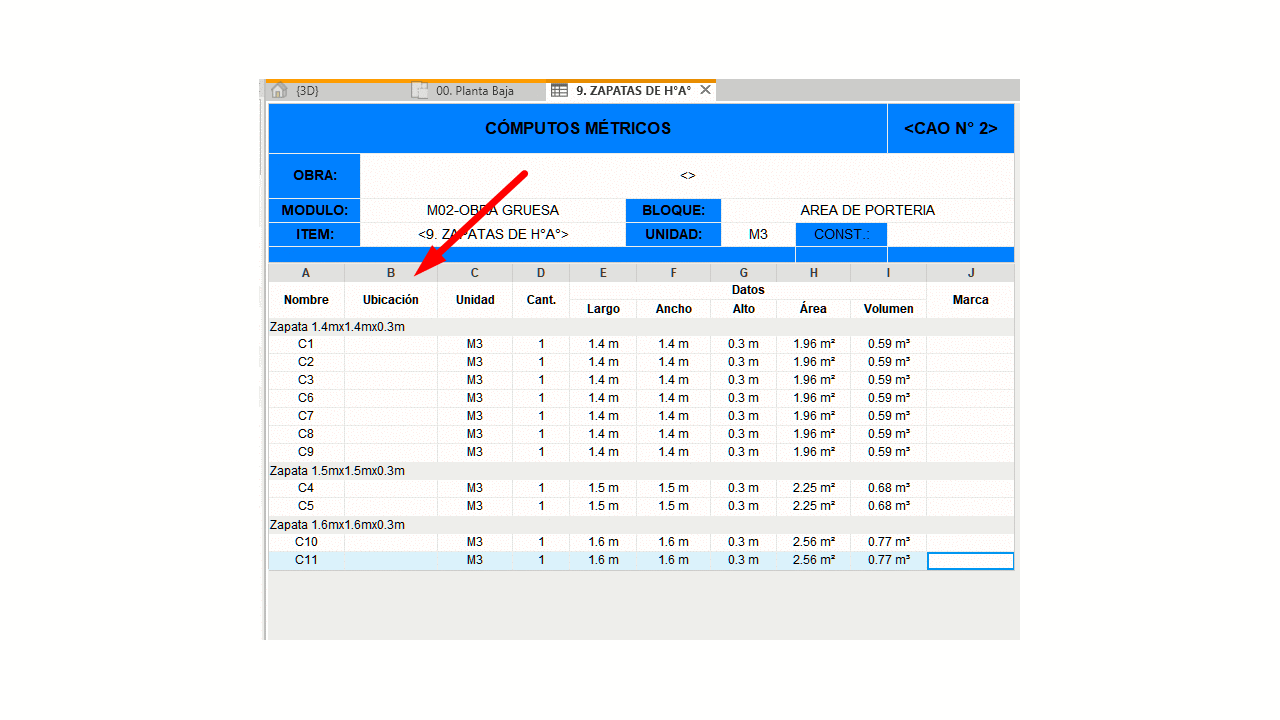 {3D} 00. Planta Baja 9. ZAPATAS DE H°A°
CÓMPUTOS MÉTRICOS <CAO N° 2>
OBRA: <>
MODULO: M02-OBRA GRUESA BLOQUE: AREA DE PORTERIA
ITEM: <9. ZAPATAS DE H°A°> UNIDAD: M3 CONST.:
A B C D E F G H I J
Nombre Ubicación Unidad Cant. Datos Marca
Largo Ancho Alto Área Volumen
Zapata 1.4mx1.4mx0.3m
C1 M3 1 1.4 m 1.4 m 0.3 m 1.96 m² 0.59 m³
C2 M3 1 1.4 m 1.4 m 0.3 m 1.96 m² 0.59 m³
C3 M3 1 1.4 m 1.4 m 0.3 m 1.96 m² 0.59 m³
C6 M3 1 1.4 m 1.4 m 0.3 m 1.96 m² 0.59 m³
C7 M3 1 1.4 m 1.4 m 0.3 m 1.96 m² 0.59 m³
C8 M3 1 1.4 m 1.4 m 0.3 m 1.96 m² 0.59 m³
C9 M3 1 1.4 m 1.4 m 0.3 m 1.96 m² 0.59 m³
Zapata 1.5mx1.5mx0.3m
C4 M3 1 1.5 m 1.5 m 0.3 m 2.25 m² 0.68 m³
C5 M3 1 1.5 m 1.5 m 0.3 m 2.25 m² 0.68 m³
Zapata 1.6mx1.6mx0.3m
C10 M3 1 1.6 m 1.6 m 0.3 m 2.56 m² 0.77 m³
C11 M3 1 1.6 m 1.6 m 0.3 m 2.56 m² 0.77 m³